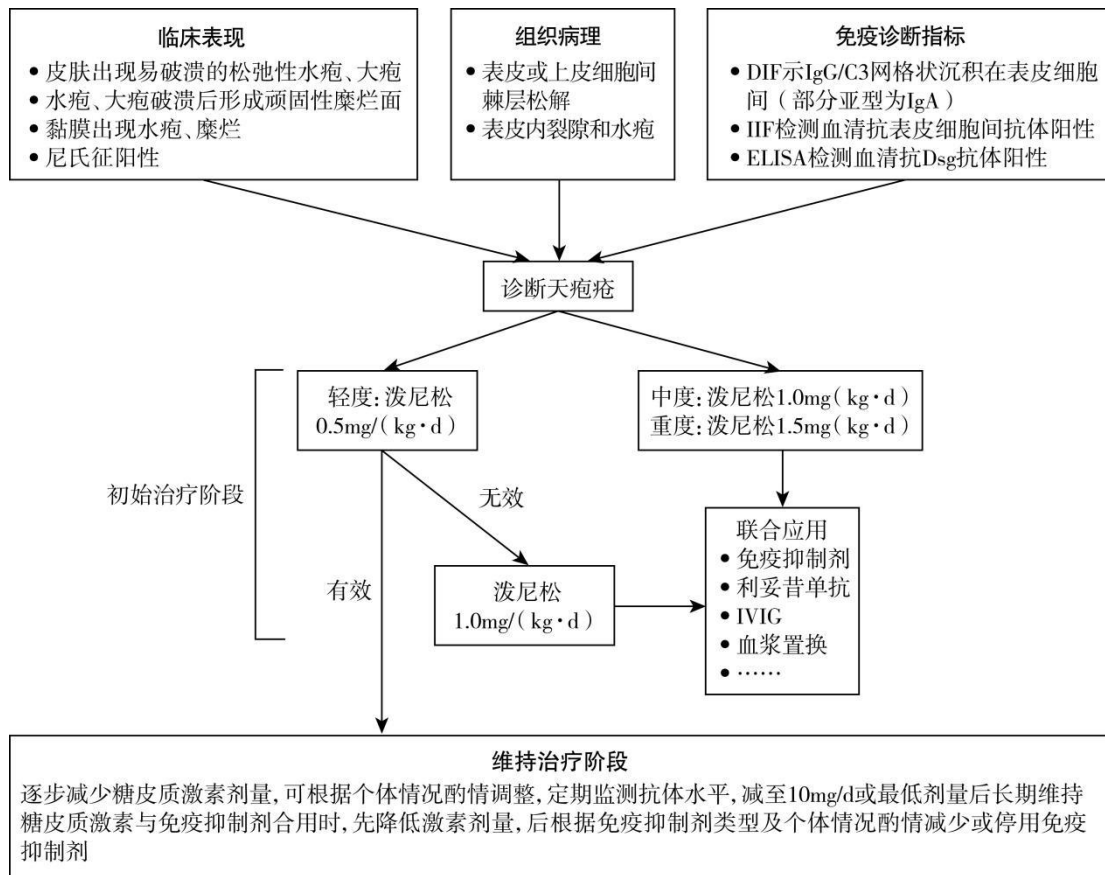 临床表现
• 皮肤出现易破溃的松弛性水疱、大疱
• 水疱、大疱破溃后形成顽固性糜烂面
• 黏膜出现水疱、糜烂
• 尼氏征阳性
组织病理
• 表皮或上皮细胞间
棘层松解
• 表皮内裂隙和水疱
免疫诊断指标
• DIF示IgG/C3网格状沉积在表皮细胞
间（部分亚型为IgA）
• IIF检测血清抗表皮细胞间抗体阳性
• ELISA检测血清抗Dsg抗体阳性
诊断天疱疮
初始治疗阶段
轻度：泼尼松
0.5mg/（kg·d）
中度：泼尼松1.0mg（kg·d）
重度：泼尼松1.5mg（kg·d）
无效
有效
泼尼松
1.0mg/（kg·d）
联合应用
• 免疫抑制剂
• 利妥昔单抗
• IVIG
• 血浆置换
• ……
维持治疗阶段
逐步减少糖皮质激素剂量，可根据个体情况酌情调整，定期监测抗体水平，减至10mg/d或最低剂量后长期维持
糖皮质激素与免疫抑制剂合用时，先降低激素剂量，后根据免疫抑制剂类型及个体情况酌情减少或停用免疫
抑制剂